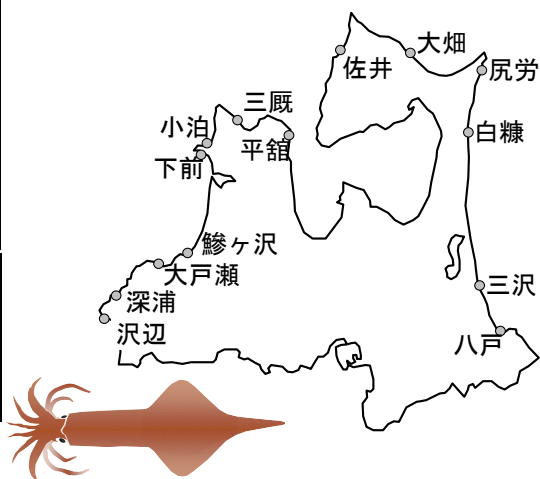 大畑
佐井
尻労
三厩
小泊
平舘
白糠
下前
鰺ヶ沢
大戸瀬
三沢
深浦
沢辺
八戸